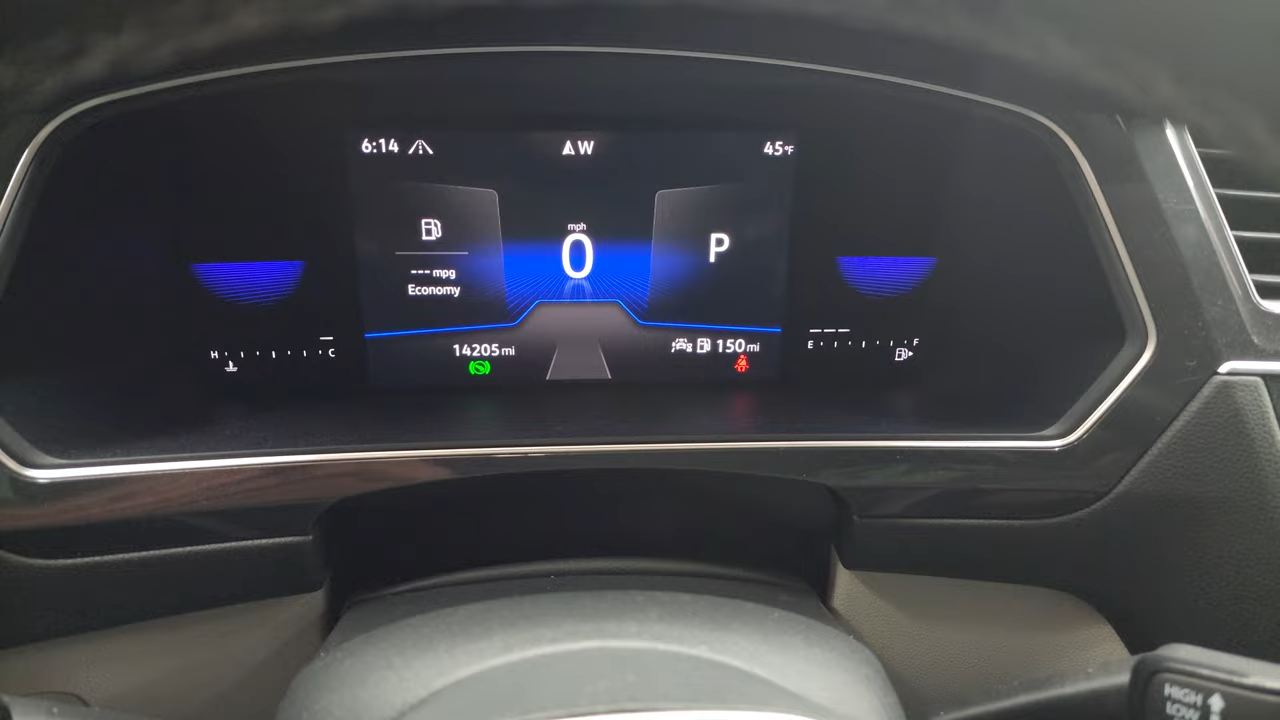 6:14
W
45°F
mph
0
P
--- mpg
Economy
H
C
14205 mi
150 mi
E
F
HIGH
LOW